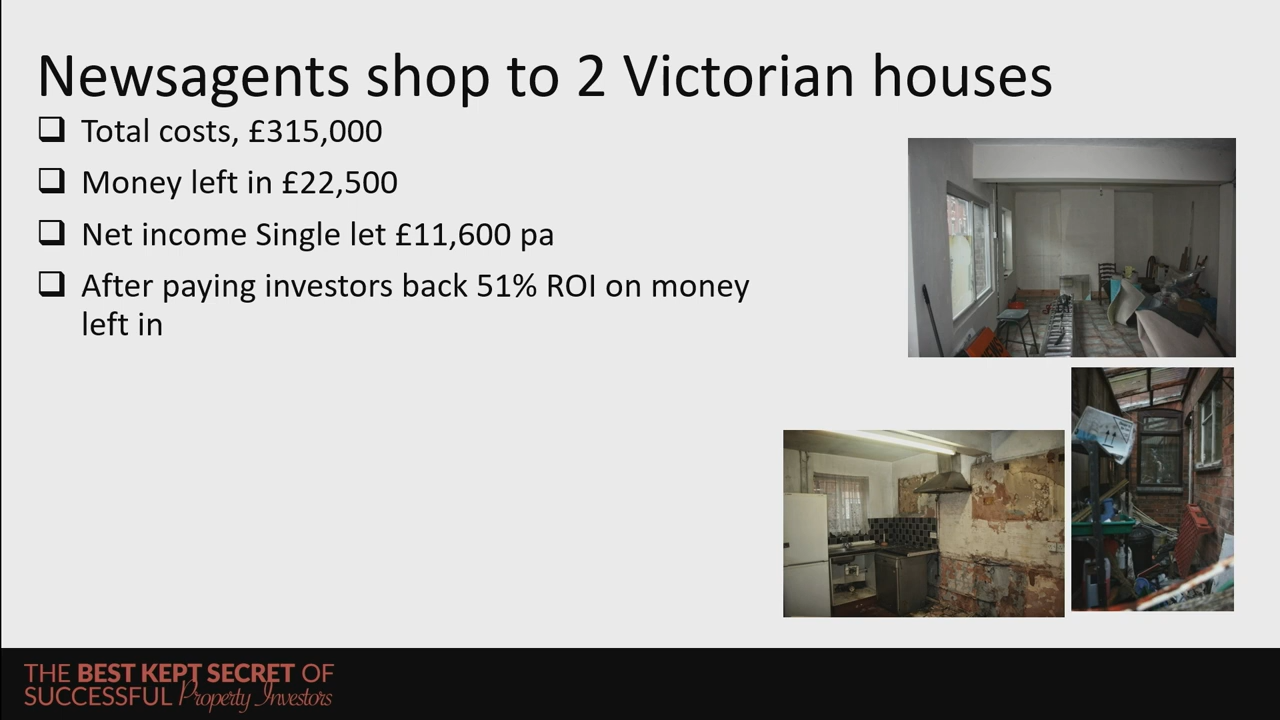 Newsagents shop to 2 Victorian houses
❑ Total costs, £315,000
❑ Money left in £22,500
❑ Net income Single let £11,600 pa
❑ After paying investors back 51% ROI on money
left in
THE BEST KEPT SECRET OF
SUCCESSFUL Property Investors